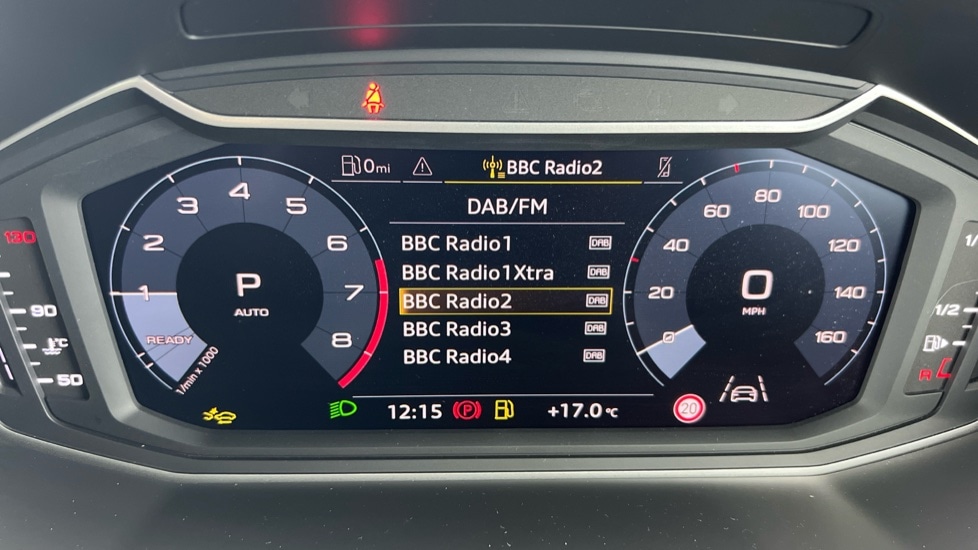 0mi
BBC Radio2
DAB/FM
BBC Radio1 DAB
BBC Radio1Xtra DAB
BBC Radio2 DAB
BBC Radio3 DAB
BBC Radio4 DAB
1 2 3 4 5 6 7 8
READY
1/min x 1000
P
AUTO
0
MPH
0 20 40 60 80 100 120 140 160
12:15 P +17.0 °C
20
130
90
°C
50
1/2
R